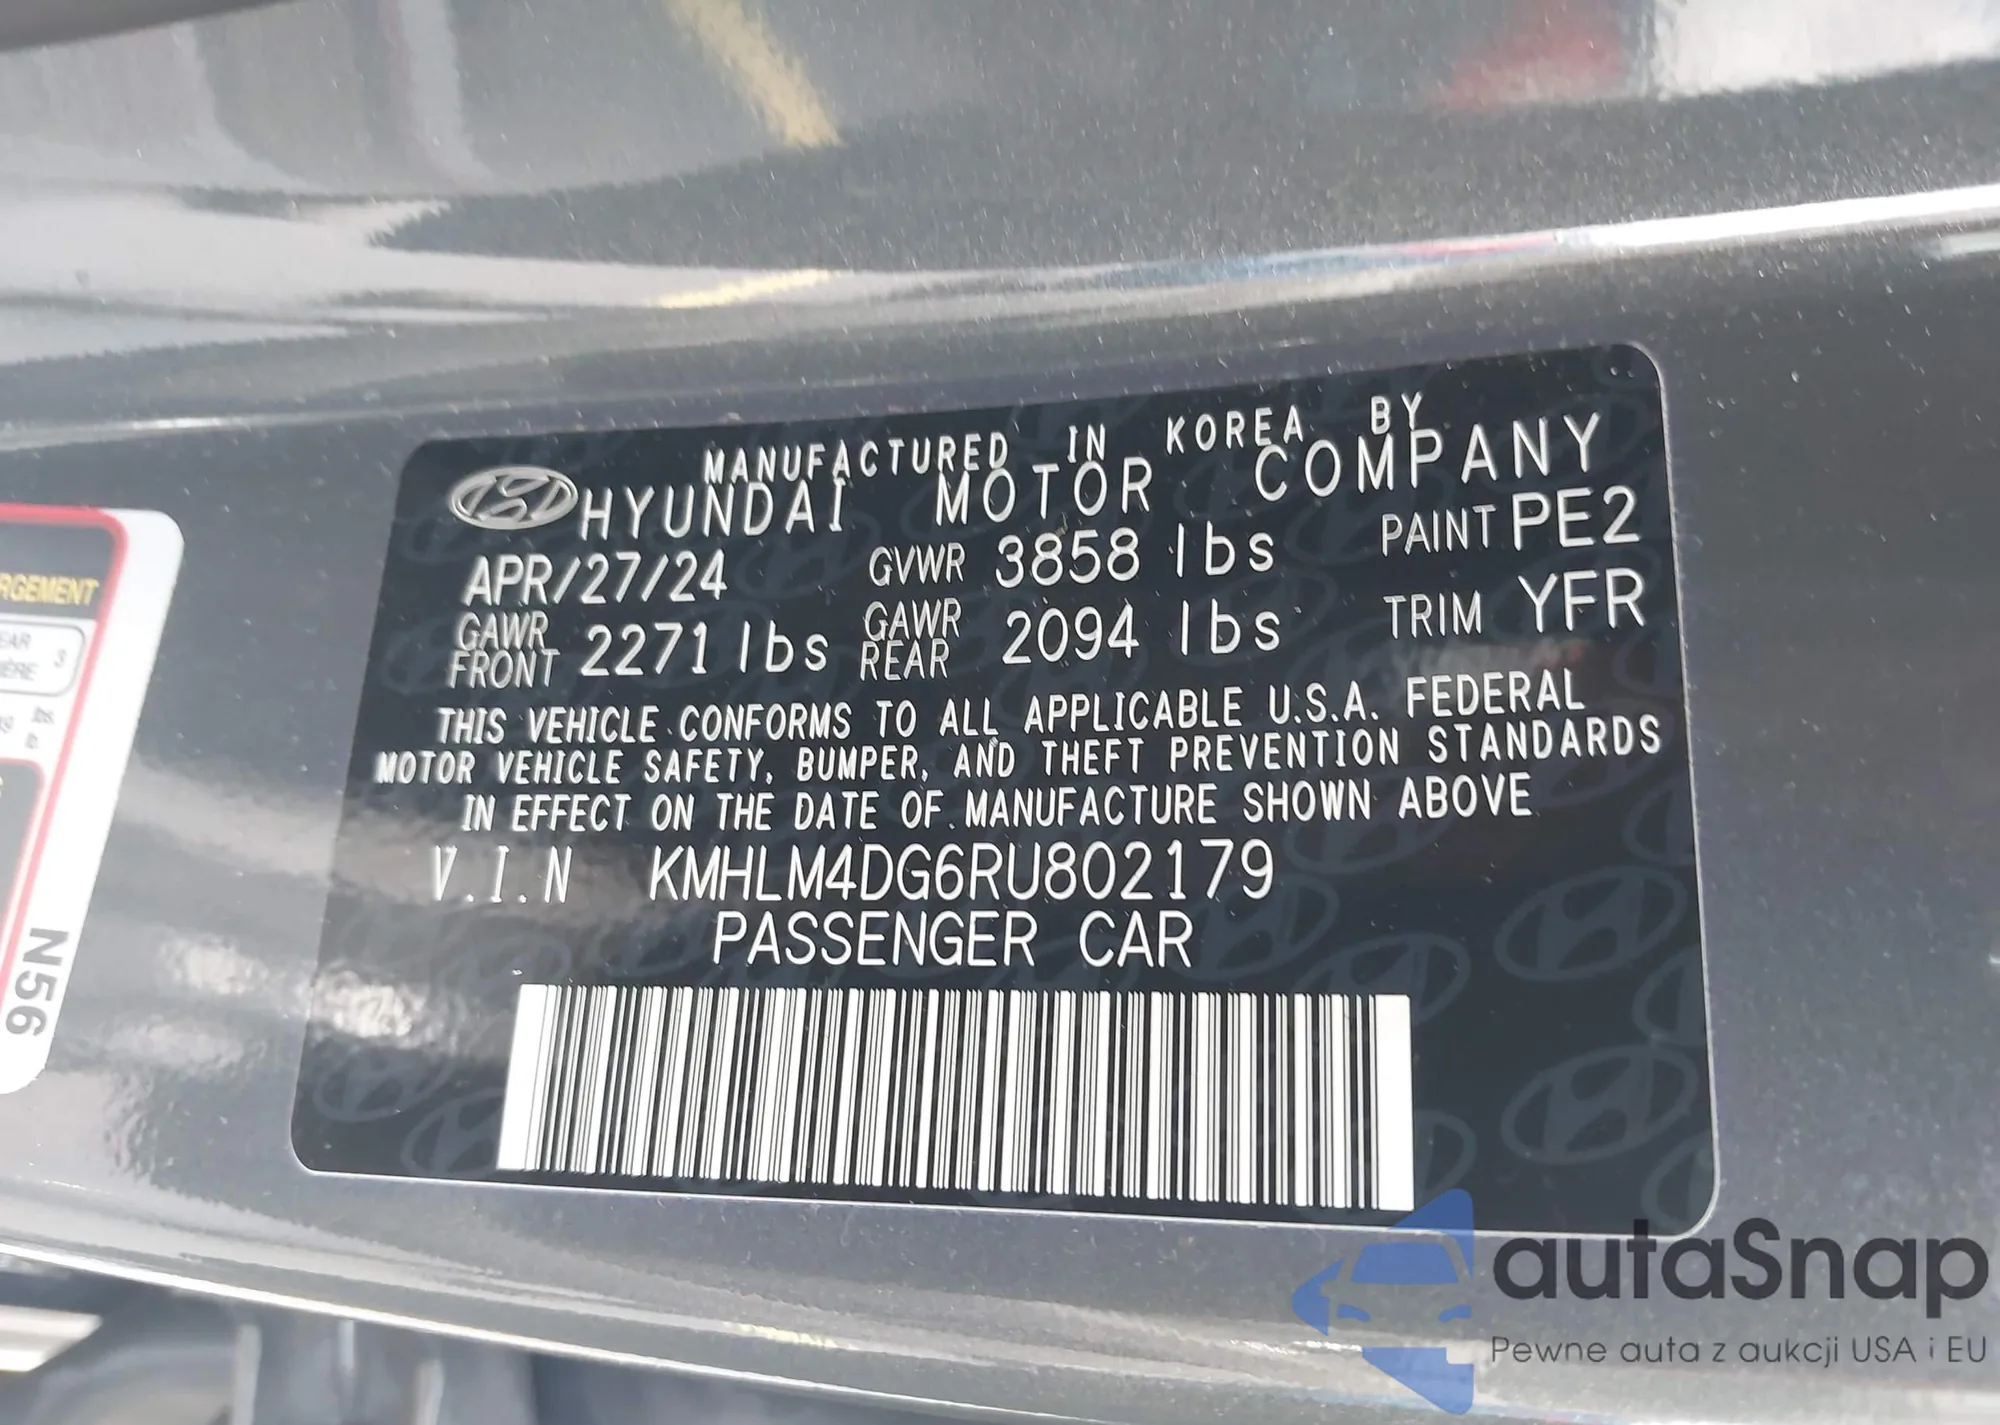 MANUFACTURED IN KOREA BY
HYUNDAI MOTOR COMPANY
APR/27/24 GVWR 3858 lbs PAINT PE2
GAWR FRONT 2271 lbs GAWR REAR 2094 lbs TRIM YFR
THIS VEHICLE CONFORMS TO ALL APPLICABLE U.S.A. FEDERAL
MOTOR VEHICLE SAFETY, BUMPER, AND THEFT PREVENTION STANDARDS
IN EFFECT ON THE DATE OF MANUFACTURE SHOWN ABOVE
V.I.N KMHLM4DG6RU802179
PASSENGER CAR
3
lbs.
N56
autaSnap
Pewne auta z aukcji USA i EU